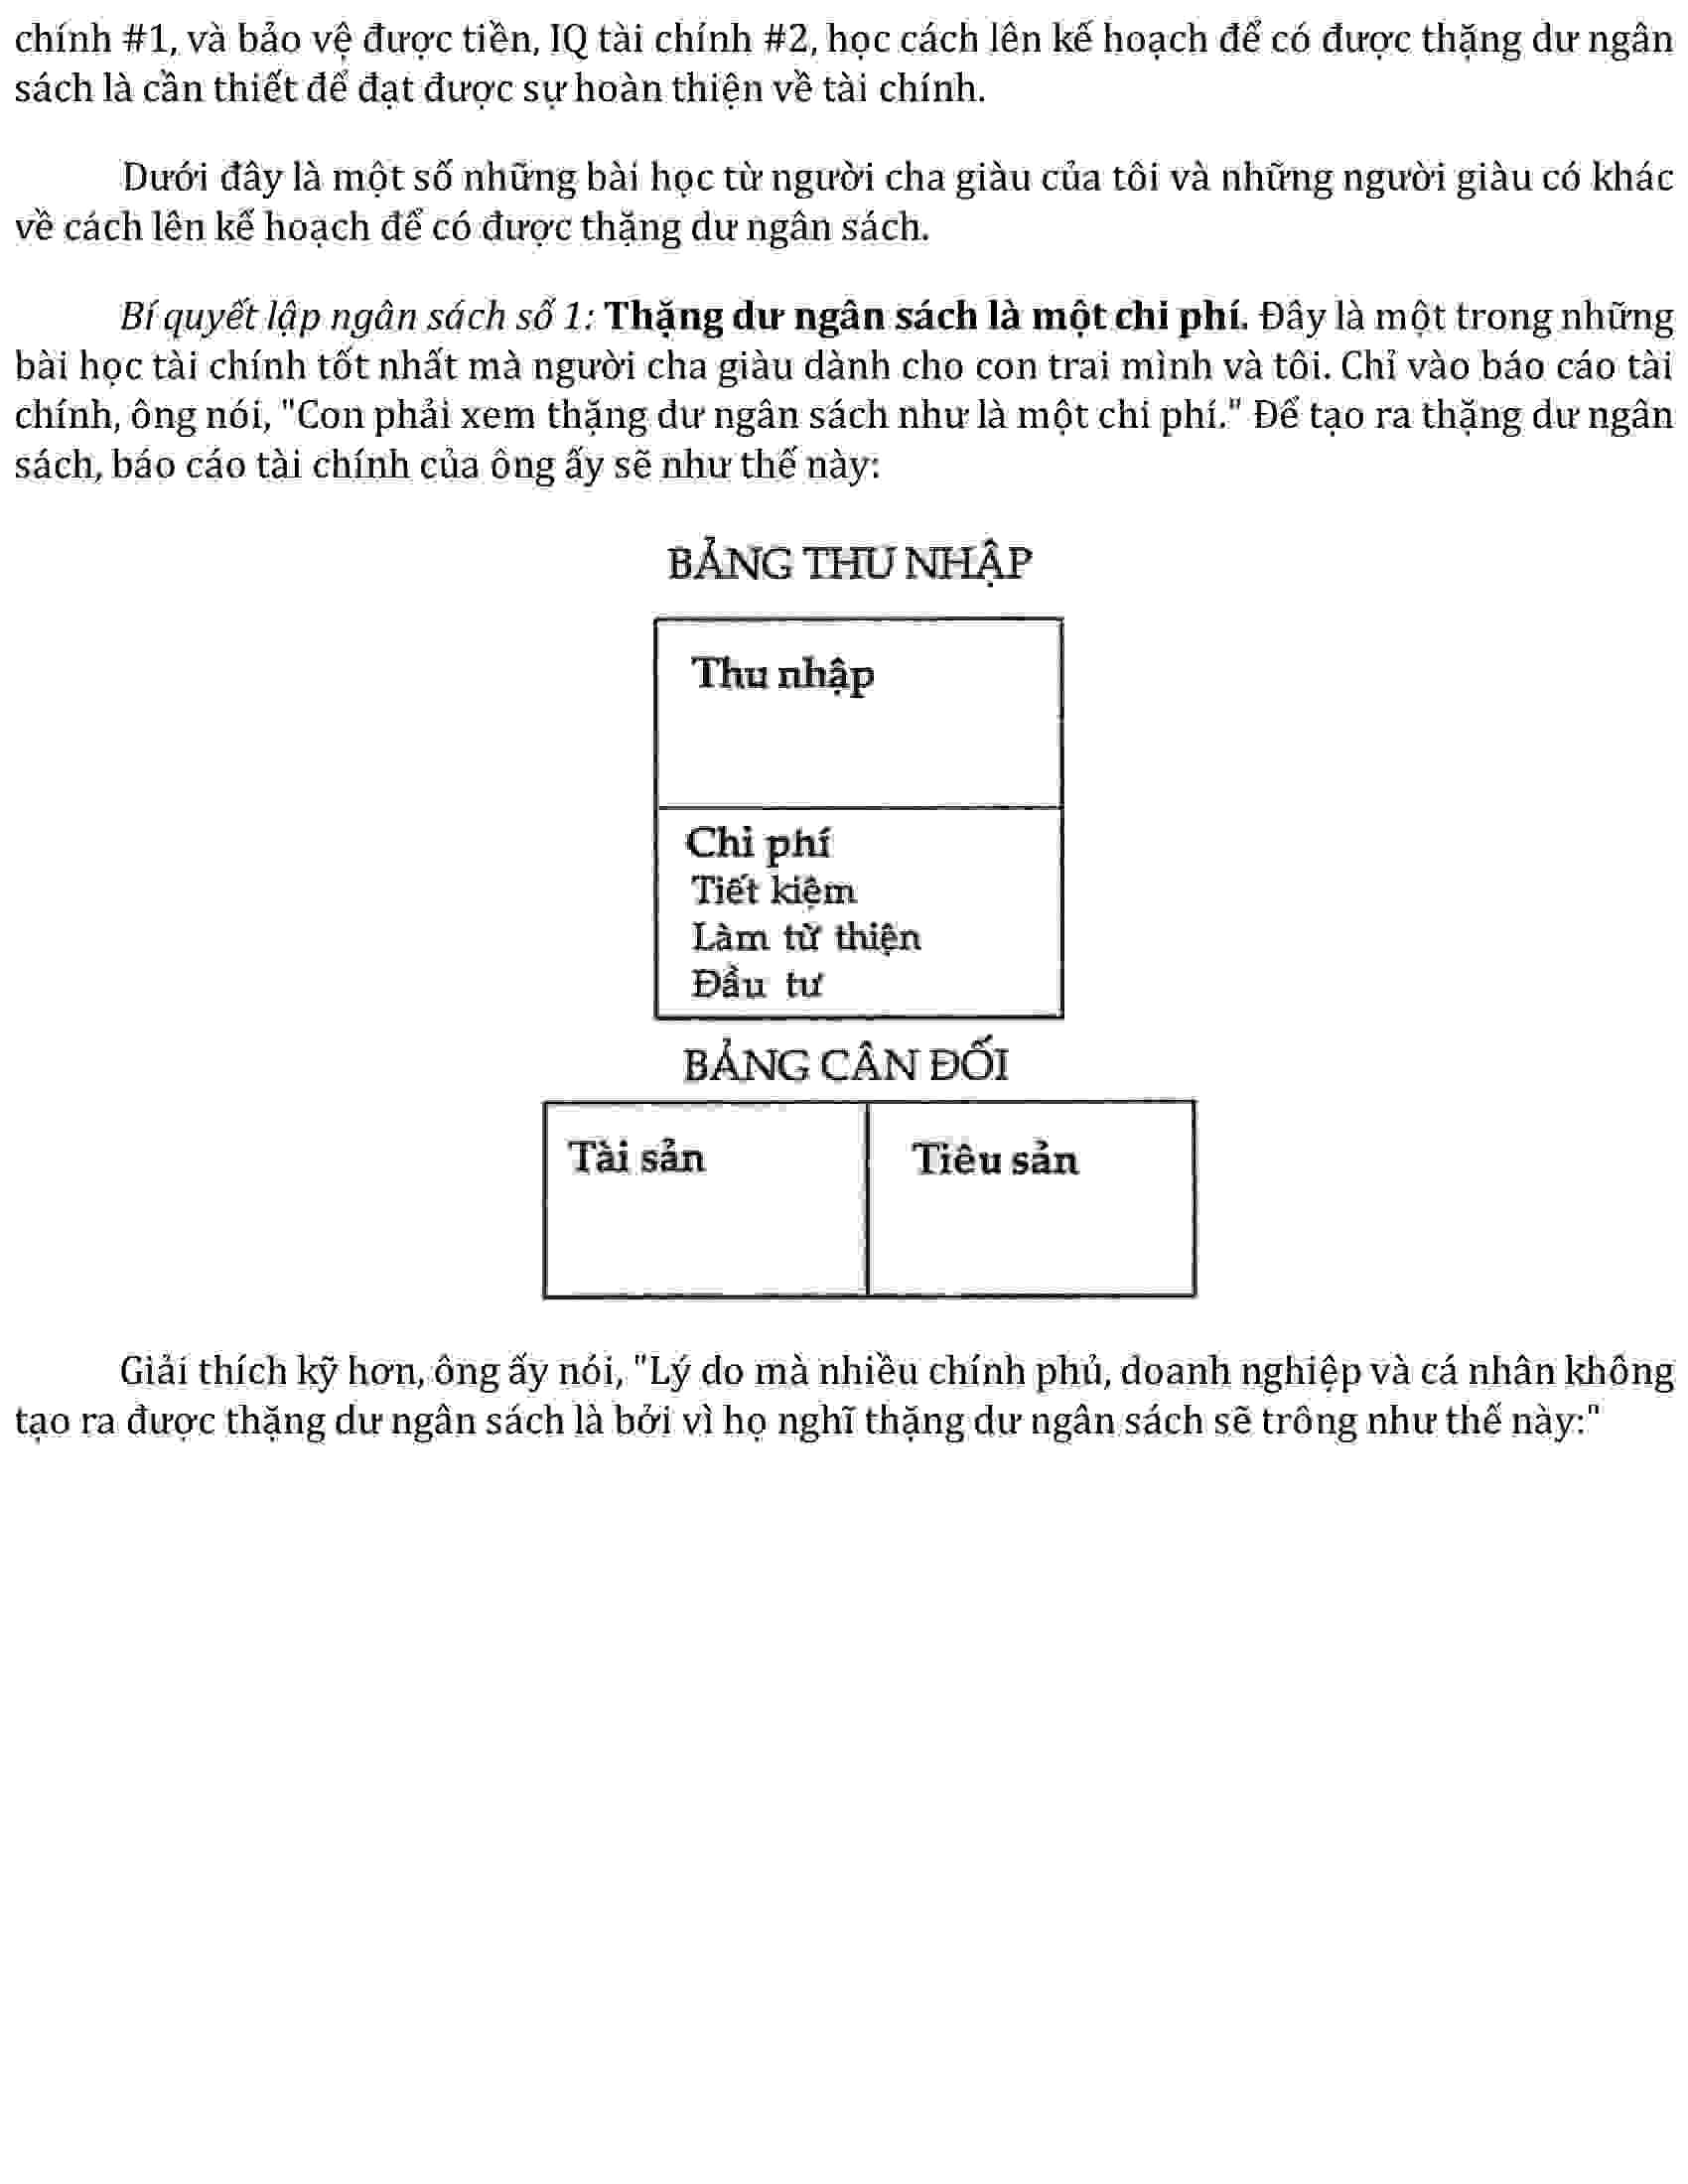 chính #1, và bảo vệ được tiền, IQ tài chính #2, học cách lên kế hoạch để có được thặng dư ngân
sách là cần thiết để đạt được sự hoàn thiện về tài chính.
Dưới đây là một số những bài học từ người cha giàu của tôi và những người giàu có khác
về cách lên kế hoạch để có được thặng dư ngân sách.
Bí quyết lập ngân sách số 1: Thặng dư ngân sách là một chi phí. Đây là một trong những
bài học tài chính tốt nhất mà người cha giàu dành cho con trai mình và tôi. Chỉ vào báo cáo tài
chính, ông nói, "Con phải xem thặng dư ngân sách như là một chi phí." Để tạo ra thặng dư ngân
sách, báo cáo tài chính của ông ấy sẽ như thế này:
BẢNG THU NHẬP
Thu nhập
Chi phí
Tiết kiệm
Làm từ thiện
Đầu tư
BẢNG CÂN ĐỐI
Tài sản
Tiêu sản
Giải thích kỹ hơn, ông ấy nói, "Lý do mà nhiều chính phủ, doanh nghiệp và cá nhân không
tạo ra được thặng dư ngân sách là bởi vì họ nghĩ thặng dư ngân sách sẽ trông như thế này:"